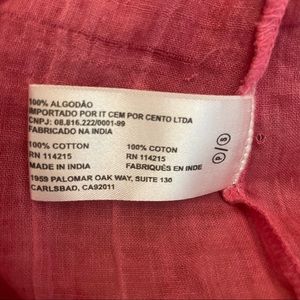 100% ALGODÃO
IMPORTADO POR IT CEM POR CENTO LTDA
CNPJ: 08.816.222/0001-99
FABRICADO NA INDIA
100% COTTON 100% COTTON
RN 114215 RN 114215
MADE IN INDIA FABRIQUÉS EN INDE
1959 PALOMAR OAK WAY, SUITE 130
CARLSBAD, CA92011
P/S